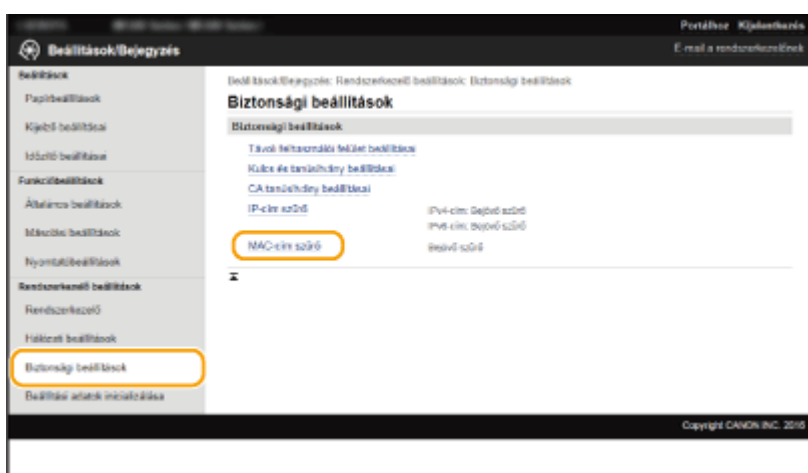 Portálhoz Kijelentkezés
Beállítások/Bejegyzés
E-mail a rendszerkezelőnek
Beállítások
Papírbeállítások
Kijelző beállításai
Időzítő beállításai
Funkcióbeállítások
Általános beállítások
Másolás beállítások
Nyomtatóbeállítások
Rendszerkezelő beállítások
Rendszerkezelő
Hálózati beállítások
Biztonsági beállítások
Beállítási adatok inicializálása
Beállítások/Bejegyzés: Rendszerkezelő beállítások: Biztonsági beállítások
Biztonsági beállítások
Biztonsági beállítások
Távoli felhasználói felület beállításai
Kulcs és tanúsítvány beállításai
CA tanúsítvány beállításai
IP-cím szűrő
IPv4-cím: Bejövő szűrő
IPv6-cím: Bejövő szűrő
MAC-cím szűrő
Bejövő szűrő
Copyright CANON INC. 2016